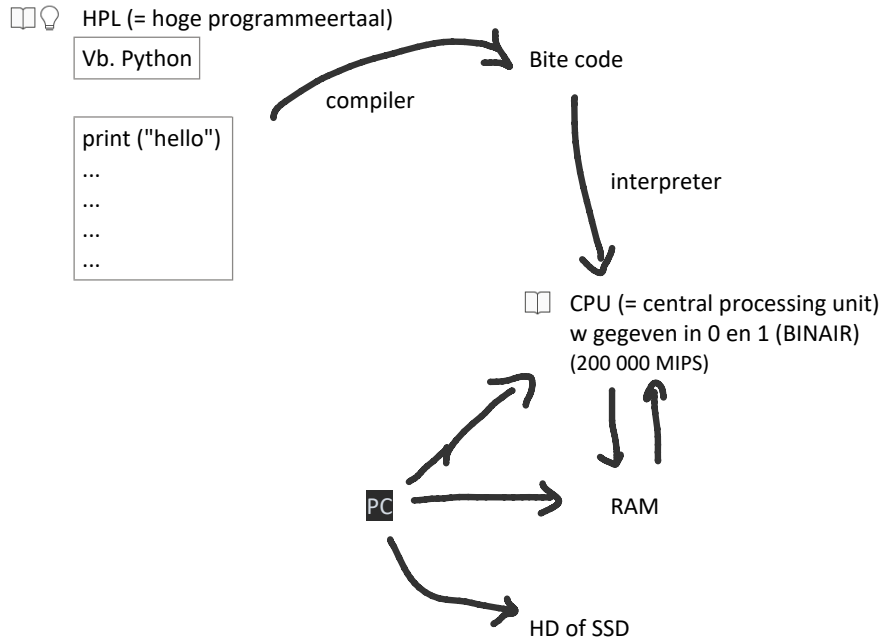 HPL (= hoge programmeertaal)
Vb. Python
print ("hello")
...
...
...
...
compiler
Bite code
interpreter
CPU (= central processing unit)
w gegeven in 0 en 1 (BINAIR)
(200 000 MIPS)
PC
RAM
HD of SSD